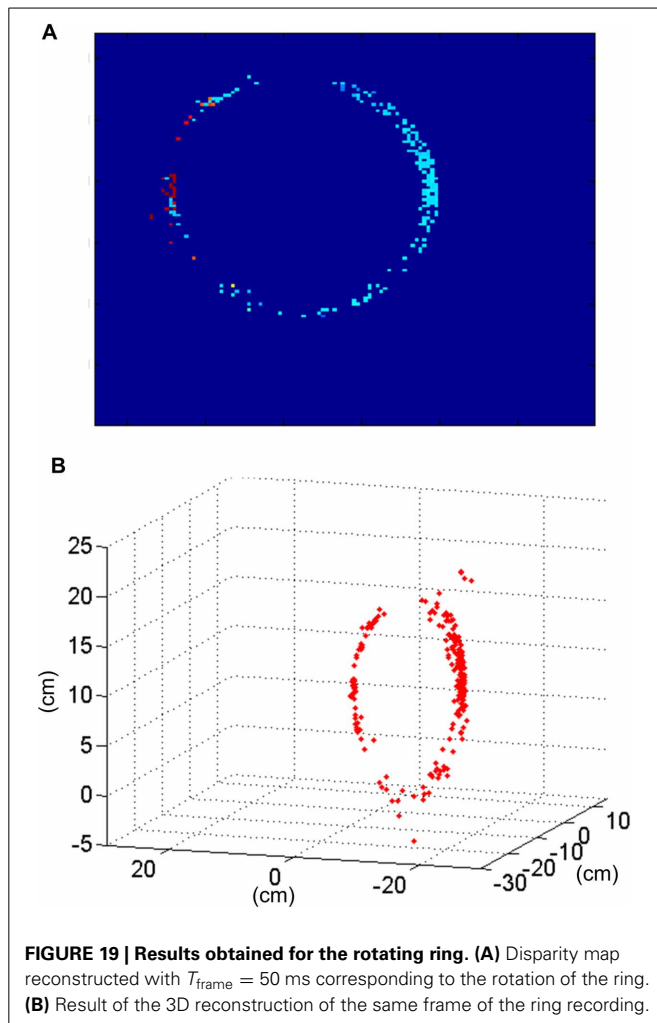 A
B
25
20
15
10
5
0
-5
(cm)
20
0
-20
(cm)
-30
-20
-10
0
10
(cm)
FIGURE 19 | Results obtained for the rotating ring. (A) Disparity map
reconstructed with Tframe = 50 ms corresponding to the rotation of the ring.
(B) Result of the 3D reconstruction of the same frame of the ring recording.